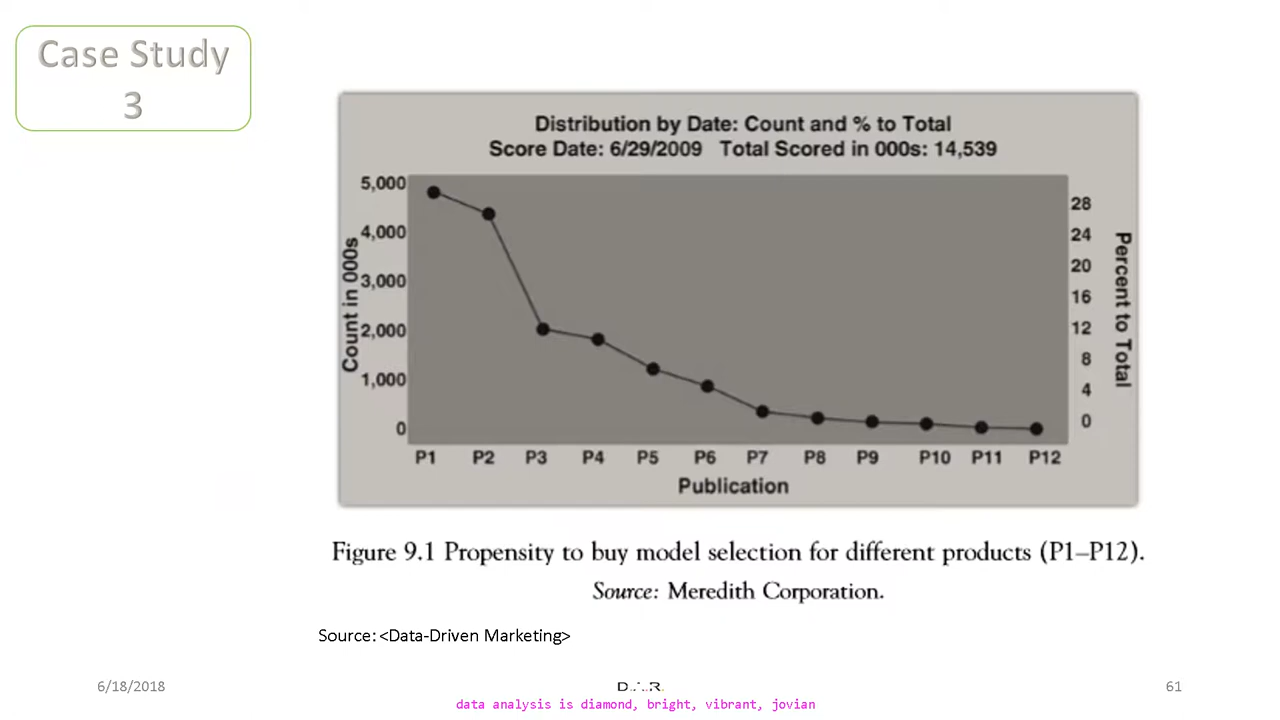 Case Study
3
Distribution by Date: Count and % to Total
Score Date: 6/29/2009 Total Scored in 000s: 14,539
Count in 000s
5,000
4,000
3,000
2,000
1,000
0
28
24
20
16
12
8
4
0
Percent to Total
P1 P2 P3 P4 P5 P6 P7 P8 P9 P10 P11 P12
Publication
Figure 9.1 Propensity to buy model selection for different products (P1–P12).
Source: Meredith Corporation.
Source: <Data-Driven Marketing>
6/18/2018
61
data analysis is diamond, bright, vibrant, jovian